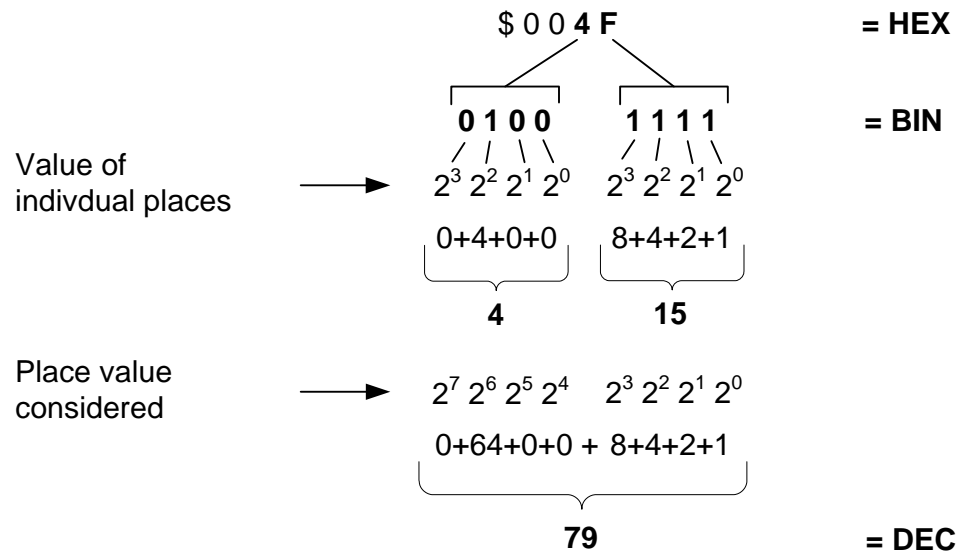 $ 0 0 4 F = HEX
0 1 0 0 1 1 1 1 = BIN
Value of
indivdual places
2³ 2² 2¹ 2⁰ 2³ 2² 2¹ 2⁰
0+4+0+0 8+4+2+1
4 15
Place value
considered
2⁷ 2⁶ 2⁵ 2⁴ 2³ 2² 2¹ 2⁰
0+64+0+0 + 8+4+2+1
79 = DEC